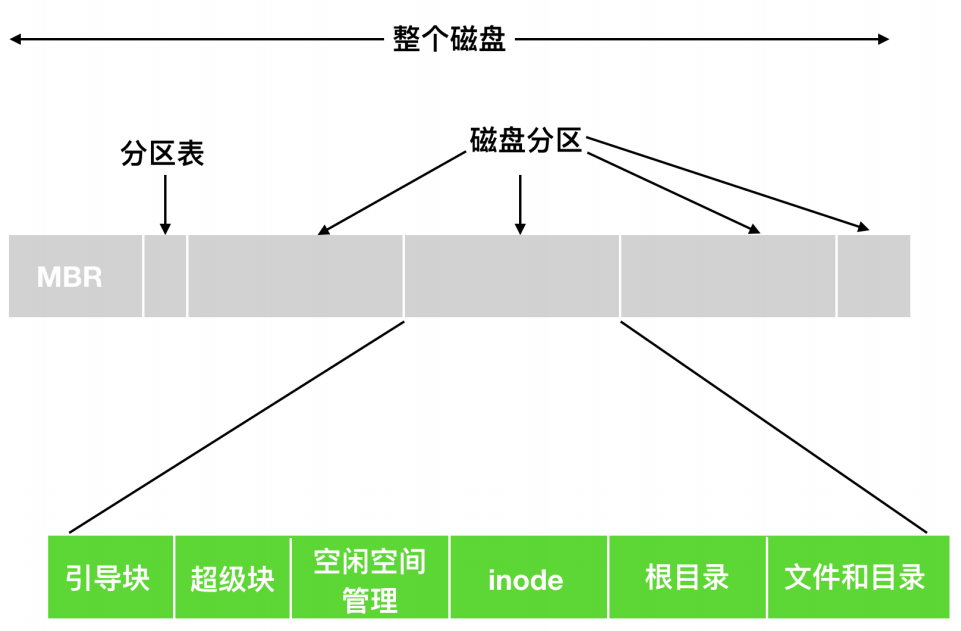 整个磁盘
分区表
磁盘分区
MBR
引导块
超级块
空闲空间
管理
inode
根目录
文件和目录